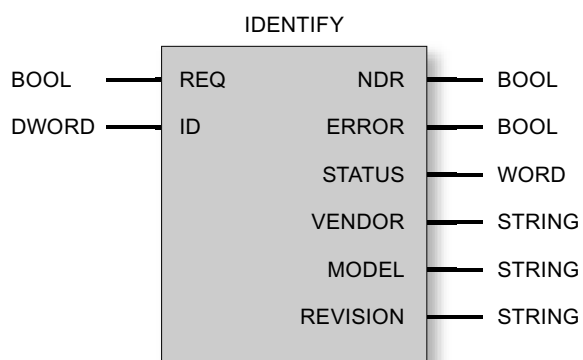 IDENTIFY
BOOL REQ NDR BOOL
DWORD ID ERROR BOOL
STATUS WORD
VENDOR STRING
MODEL STRING
REVISION STRING